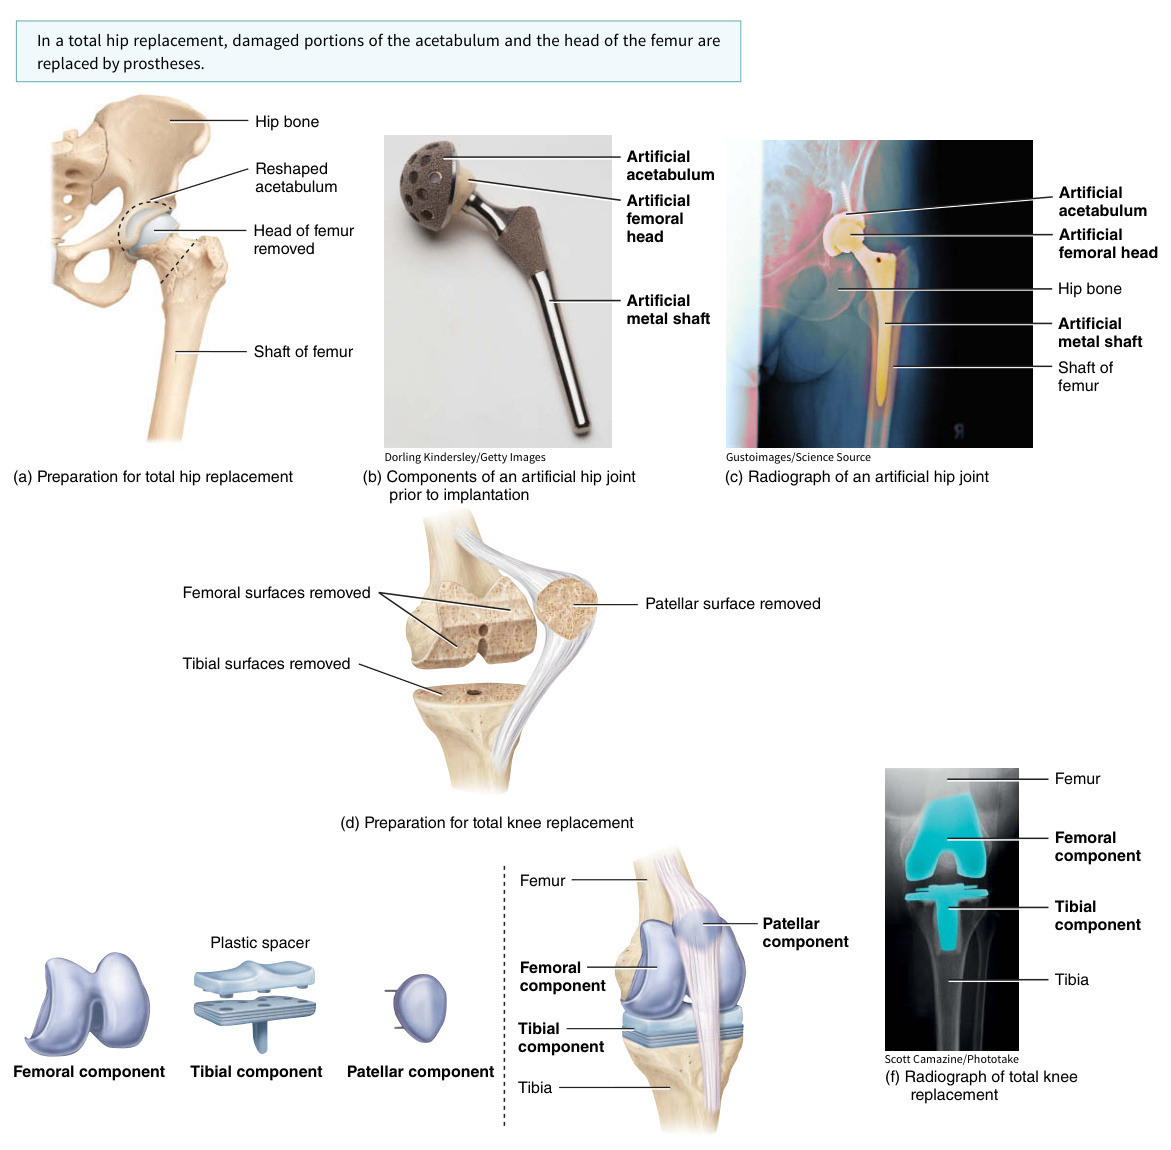 In a total hip replacement, damaged portions of the acetabulum and the head of the femur are
replaced by prostheses.
Hip bone
Reshaped
acetabulum
Head of femur
removed
Shaft of femur
(a) Preparation for total hip replacement
Artificial
acetabulum
Artificial
femoral
head
Artificial
metal shaft
Dorling Kindersley/Getty Images
(b) Components of an artificial hip joint
prior to implantation
Artificial
acetabulum
Artificial
femoral head
Hip bone
Artificial
metal shaft
Shaft of
femur
R
Gustoimages/Science Source
(c) Radiograph of an artificial hip joint
Femoral surfaces removed
Tibial surfaces removed
Patellar surface removed
(d) Preparation for total knee replacement
Plastic spacer
Femoral component
Tibial component
Patellar component
Femur
Patellar
component
Femoral
component
Tibial
component
Tibia
Femur
Femoral
component
Tibial
component
Tibia
Scott Camazine/Phototake
(f) Radiograph of total knee
replacement